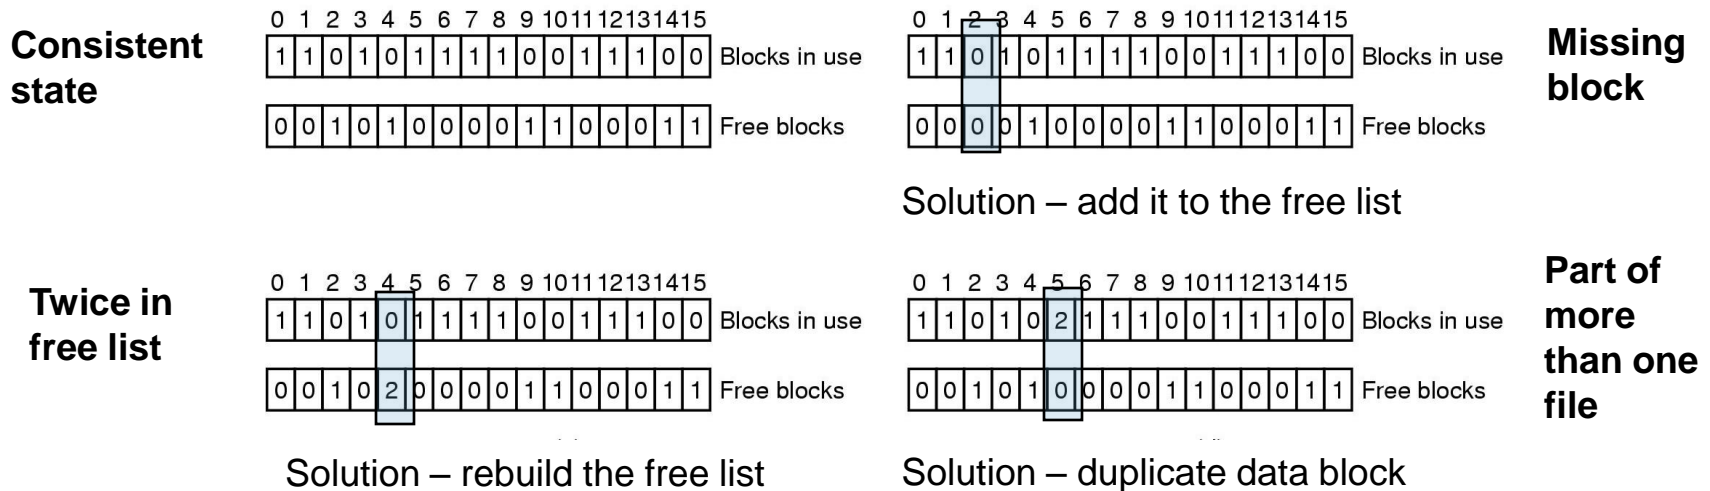 Consistent
state
0 1 2 3 4 5 6 7 8 9 10 11 12 13 14 15
1 1 0 1 0 1 1 1 1 0 0 1 1 1 0 0 Blocks in use
0 0 1 0 1 0 0 0 0 1 1 0 0 0 1 1 Free blocks
0 1 2 3 4 5 6 7 8 9 10 11 12 13 14 15
1 1 0 1 0 1 1 1 1 0 0 1 1 1 0 0 Blocks in use
0 0 0 0 1 0 0 0 0 1 1 0 0 0 1 1 Free blocks
Missing
block
Solution – add it to the free list
Twice in
free list
0 1 2 3 4 5 6 7 8 9 10 11 12 13 14 15
1 1 0 1 0 1 1 1 1 0 0 1 1 1 0 0 Blocks in use
0 0 1 0 2 0 0 0 0 1 1 0 0 0 1 1 Free blocks
Solution – rebuild the free list
0 1 2 3 4 5 6 7 8 9 10 11 12 13 14 15
1 1 0 1 0 2 1 1 1 0 0 1 1 1 0 0 Blocks in use
0 0 1 0 1 0 0 0 0 1 1 0 0 0 1 1 Free blocks
Part of
more
than one
file
Solution – duplicate data block